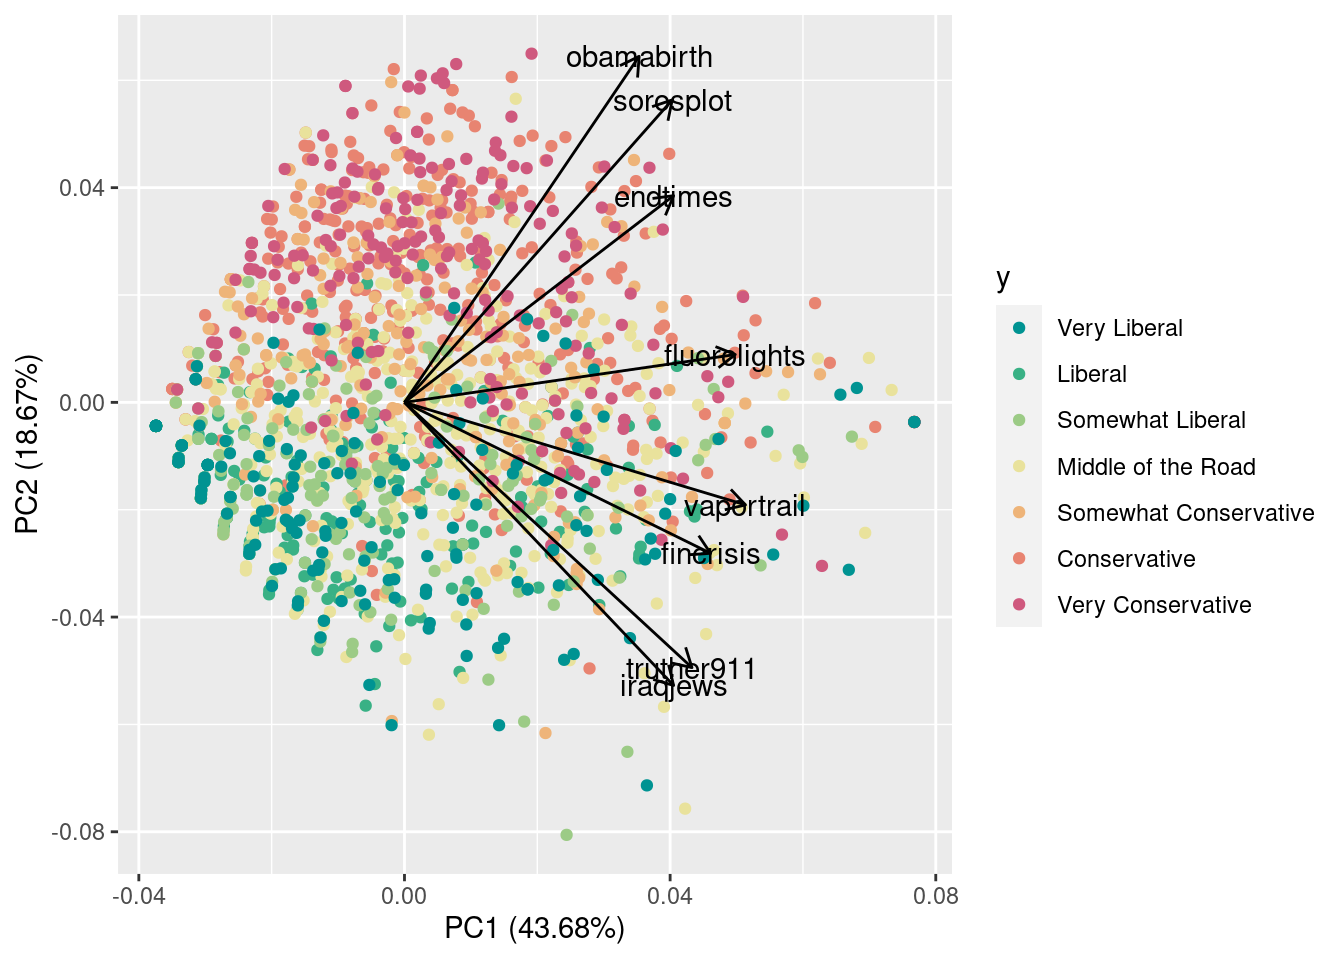 obamabirth
sorosplot
endtimes
fluorolights
vaportrail
fincrisis
truther911
iraqjews
0.04
0.00
-0.04
-0.08
-0.04
0.00
0.04
0.08
PC1 (43.68%)
PC2 (18.67%)
y
Very Liberal
Liberal
Somewhat Liberal
Middle of the Road
Somewhat Conservative
Conservative
Very Conservative